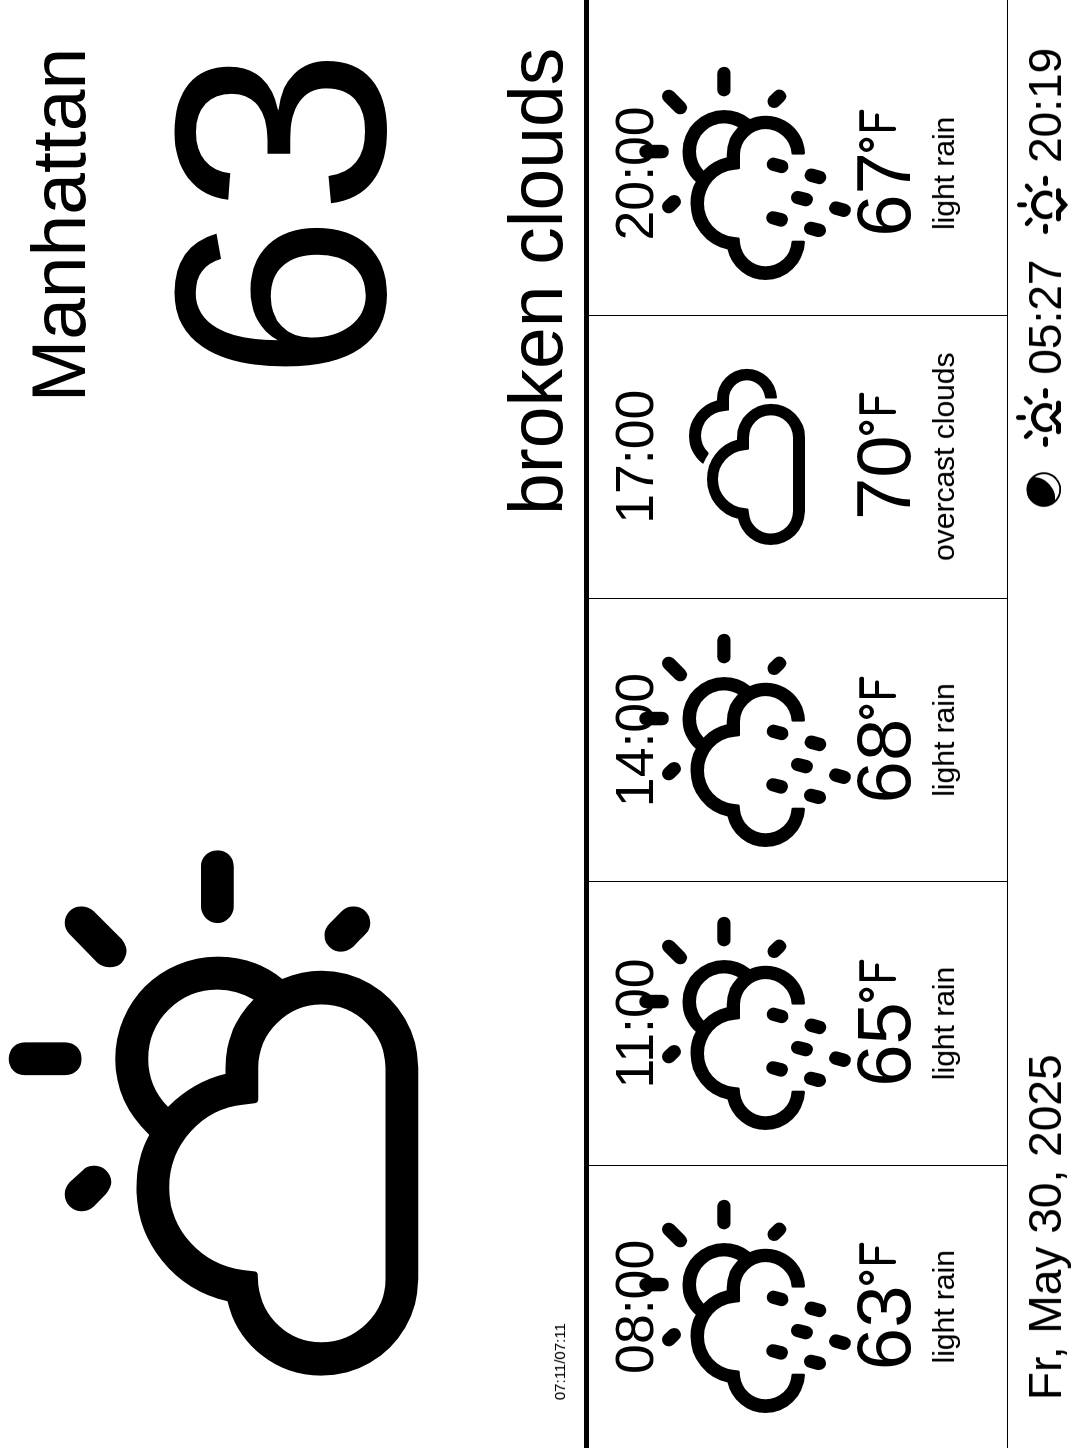 Manhattan
63
broken clouds
07:11/07:11
08:00 11:00 14:00 17:00 20:00
63°F 65°F 68°F 70°F 67°F
light rain light rain light rain overcast clouds light rain
Fr, May 30, 2025 05:27 20:19